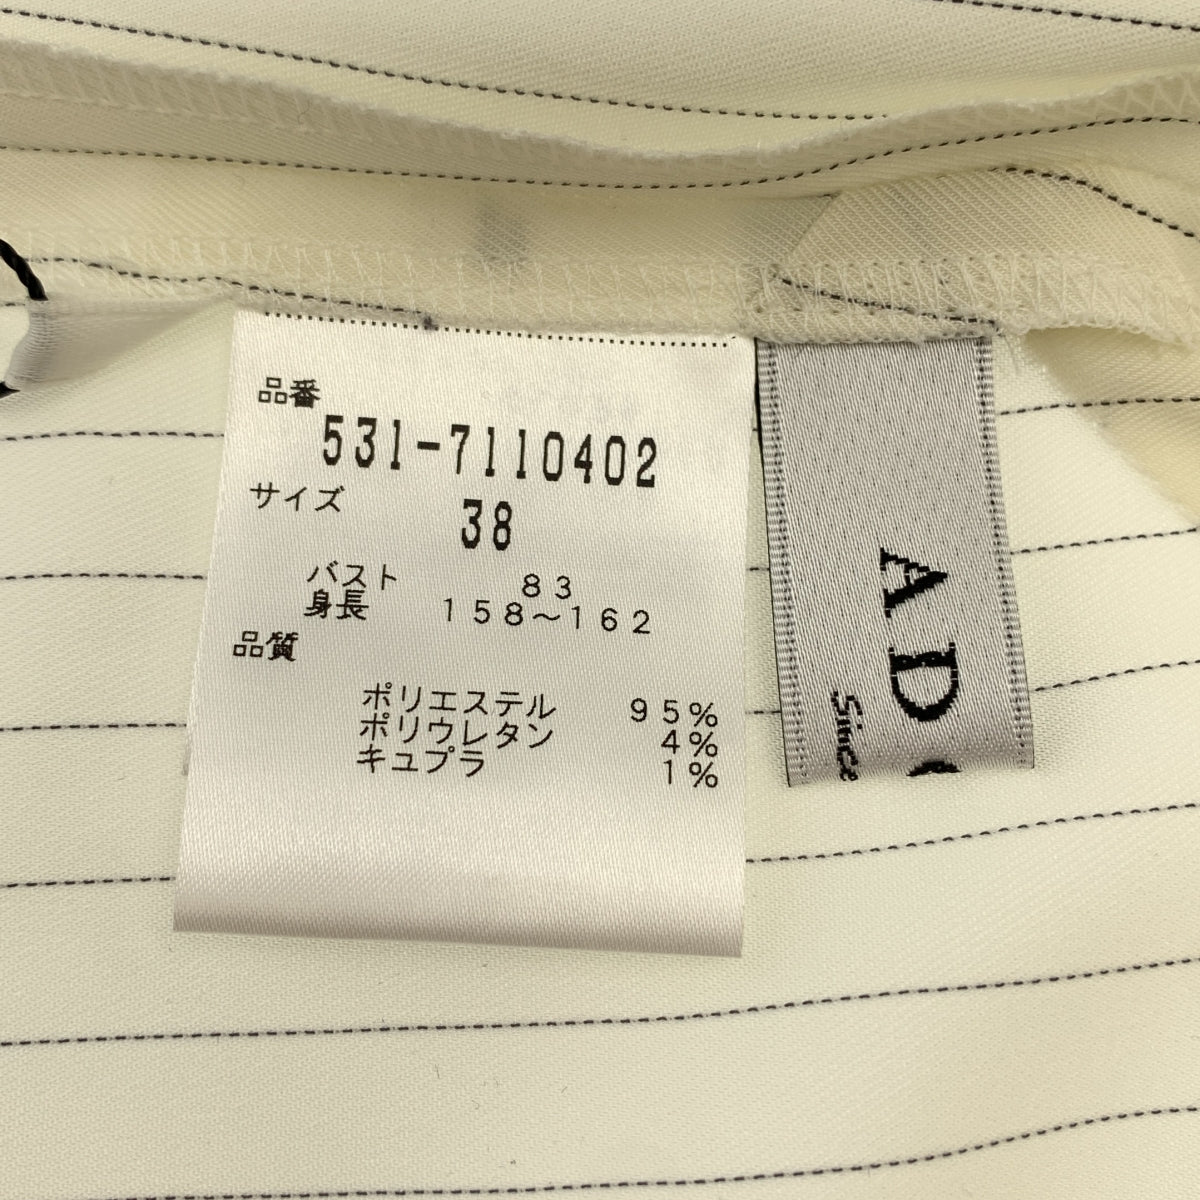 品番
531-7110402
サイズ 38
バスト 83
身長 158～162
品質
ポリエステル 95%
ポリウレタン 4%
キュプラ 1%
AD
Since